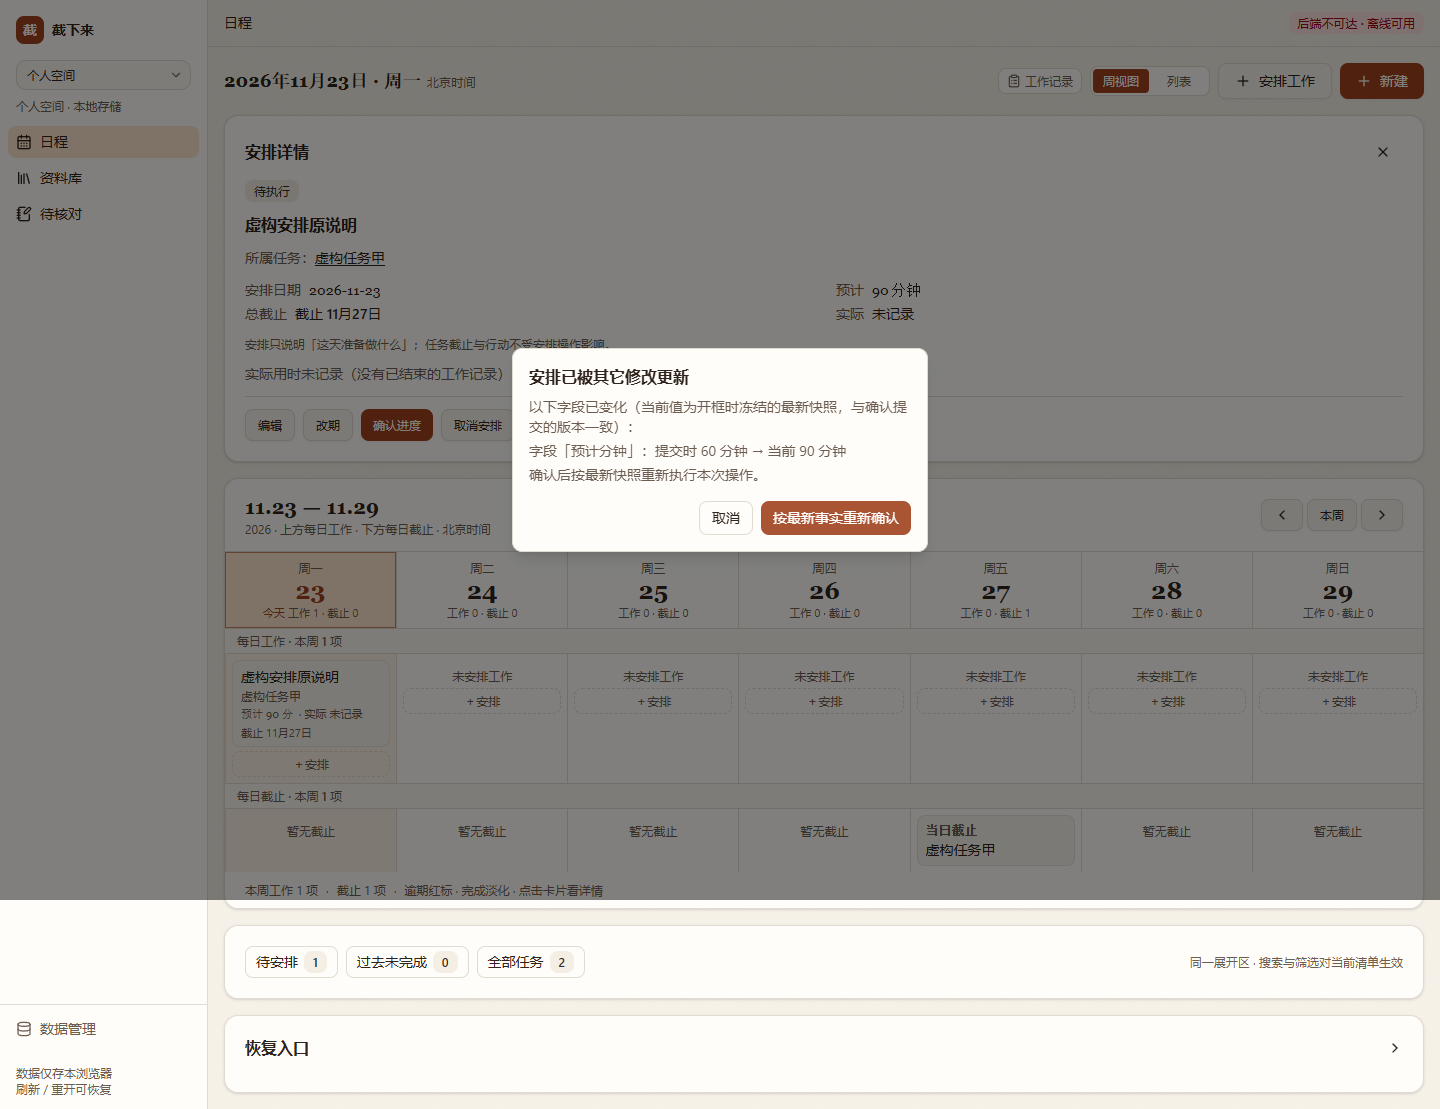 截 截下来
个人空间
个人空间 · 本地存储
日程
资料库
待核对
数据管理
数据仅存本浏览器
刷新 / 重开可恢复
日程
后端不可达 · 离线可用
2026年11月23日 · 周一 北京时间
工作记录
周视图 列表
+ 安排工作
+ 新建
安排详情
待执行
虚构安排原说明
所属任务： 虚构任务甲
安排日期 2026-11-23
预计 90 分钟
总截止 截止 11月27日
实际 未记录
安排只说明「这天准备做什么」；任务截止与行动不受安排操作影响。
实际用时未记录（没有已结束的工作记录）
编辑 改期 确认进度 取消安排
安排已被其它修改更新
以下字段已变化（当前值为开框时冻结的最新快照，与确认提
交的版本一致）：
字段「预计分钟」：提交时 60 分钟 → 当前 90 分钟
确认后按最新快照重新执行本次操作。
取消 按最新事实重新确认
11.23 — 11.29
2026 · 上方每日工作 · 下方每日截止 · 北京时间
本周
周一 周二 周三 周四 周五 周六 周日
23 24 25 26 27 28 29
今天 工作 1 · 截止 0 工作 0 · 截止 0 工作 0 · 截止 0 工作 0 · 截止 0 工作 0 · 截止 1 工作 0 · 截止 0 工作 0 · 截止 0
每日工作 · 本周 1 项
虚构安排原说明
虚构任务甲
预计 90 分 · 实际 未记录
截止 11月27日
+ 安排
未安排工作 未安排工作 未安排工作 未安排工作 未安排工作 未安排工作
+ 安排 + 安排 + 安排 + 安排 + 安排 + 安排
每日截止 · 本周 1 项
暂无截止 暂无截止 暂无截止 暂无截止
当日截止
虚构任务甲
暂无截止 暂无截止
本周工作 1 项 · 截止 1 项 · 逾期红标 · 完成淡化 · 点击卡片看详情
待安排 1 过去未完成 0 全部任务 2
同一展开区 · 搜索与筛选对当前清单生效
恢复入口